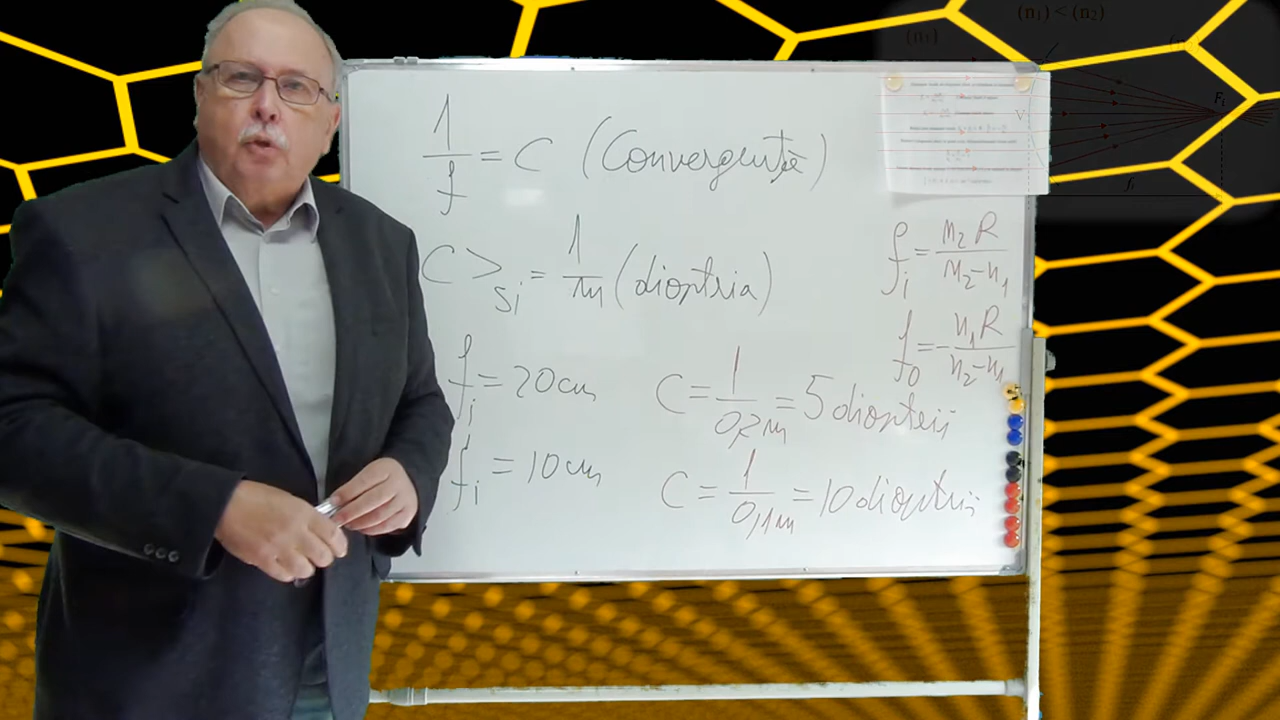 (n₁) < (n₂)
(n₁)
1/f = C (Convergență)
C>SI = 1/m (dioptria)
fi = n₂R/n₂-n₁
f₀ = -n₁R/n₂-n₁
fi = 20cm C = 1/0,2m = 5 dioptrii
fi = 10cm C = 1/0,1m = 10 dioptrii
Fi
V
fi